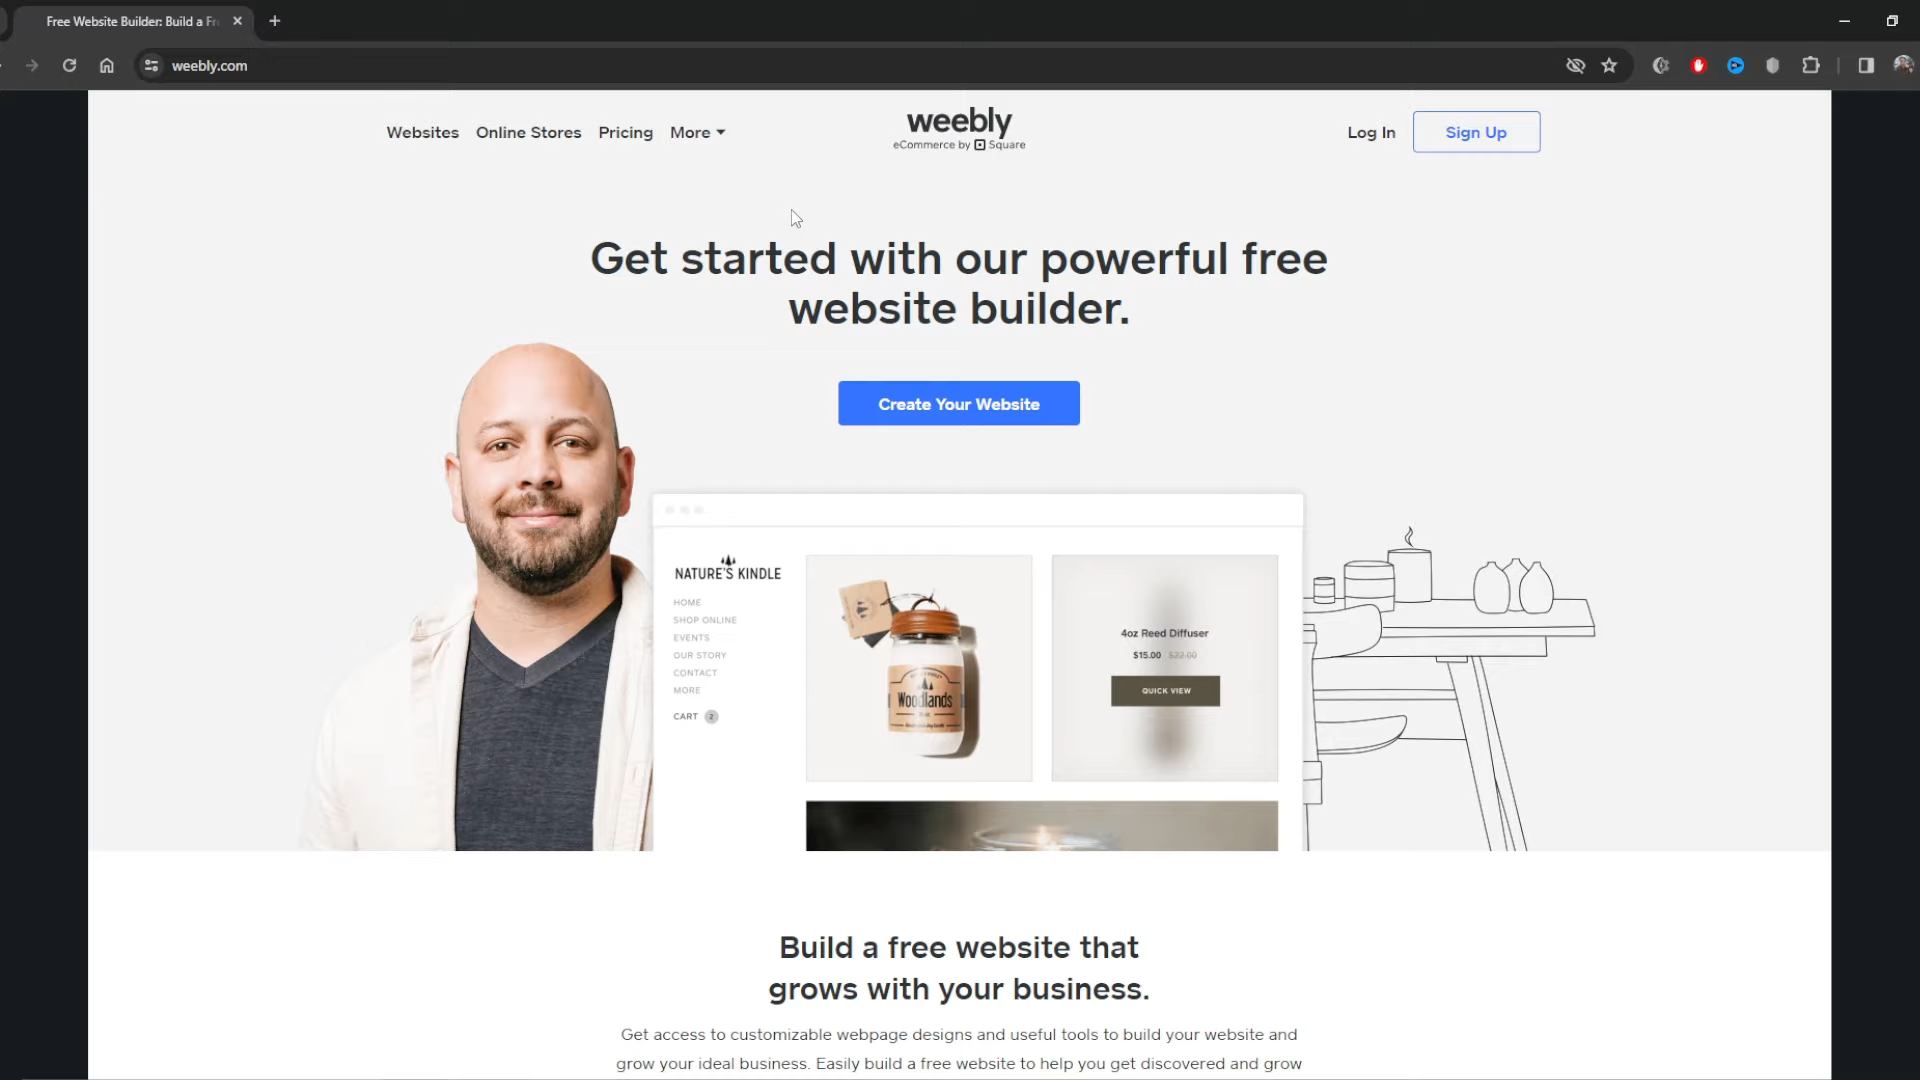 Free Website Builder: Build a Fr
weebly.com
Websites Online Stores Pricing More
weebly
eCommerce by Square
Log In Sign Up
Get started with our powerful free
website builder.
Create Your Website
NATURE'S KINDLE
HOME
SHOP ONLINE
EVENTS
OUR STORY
CONTACT
MORE
CART 2
Woodlands
4oz Reed Diffuser
$15.00 $22.00
QUICK VIEW
Build a free website that
grows with your business.
Get access to customizable webpage designs and useful tools to build your website and
grow your ideal business. Easily build a free website to help you get discovered and grow